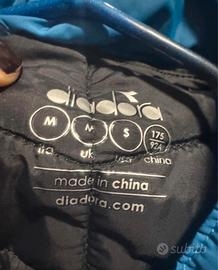 diadora
M M S 175
92A
ita uk usa china
made in china
diadora.com
subito